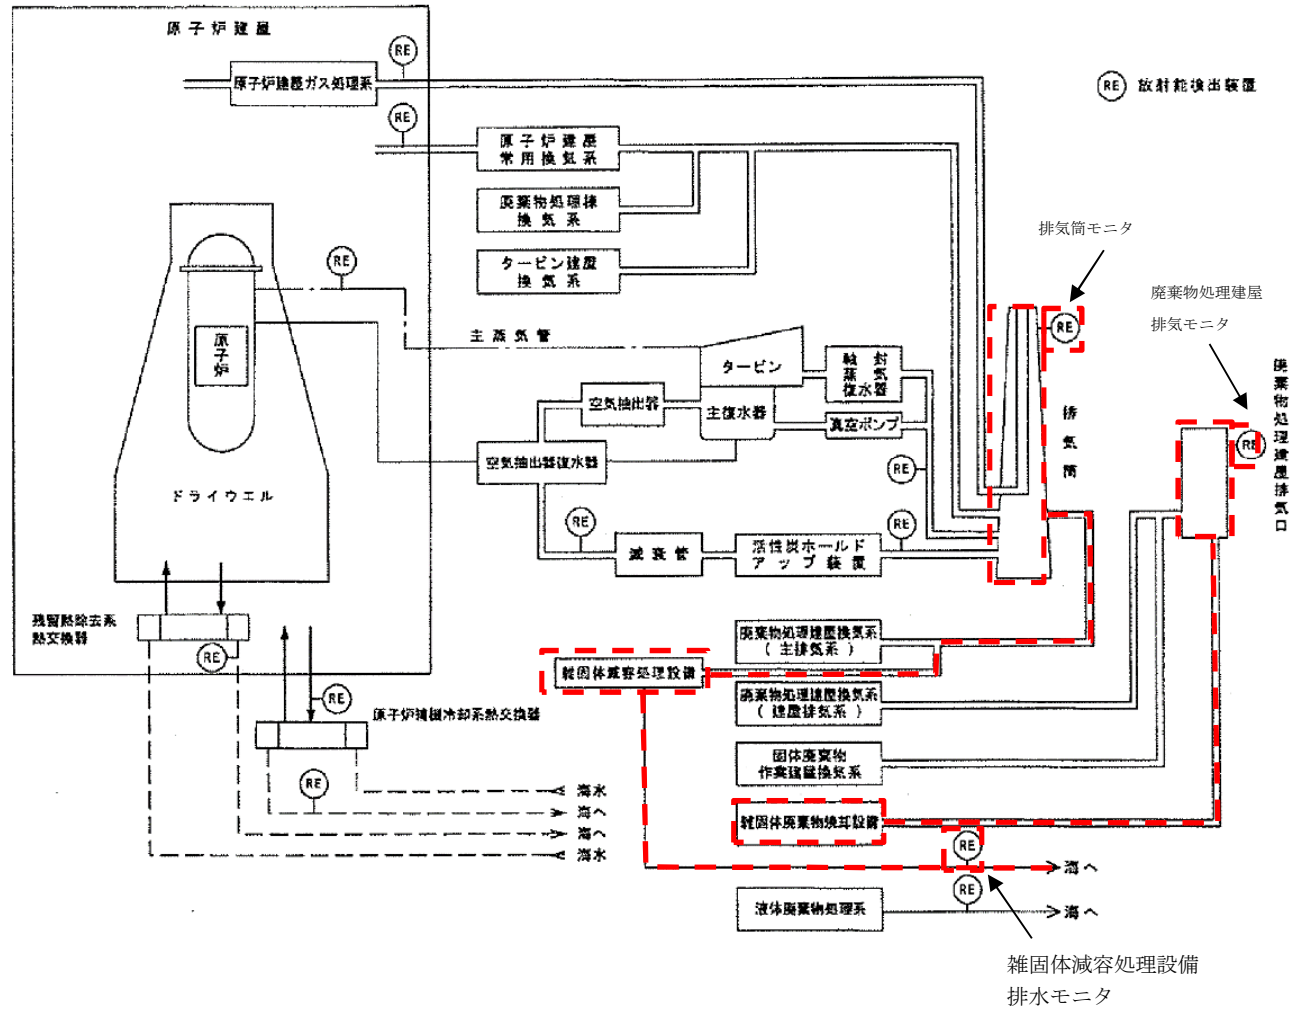 原子炉建屋
RE
原子炉建屋ガス処理系
RE
放射能検出装置
RE
原子炉建屋
常用換気系
廃棄物処理棟
換気系
タービン建屋
換気系
排気筒モニタ
RE
廃棄物処理建屋
排気モニタ
RE
主蒸気管
原子炉
タービン
軸封
蒸気
復水器
空気抽出器
主復水器
真空ポンプ
空気抽出器復水器
RE
排気筒
RE
廃棄物処理建屋排気口
ドライウエル
RE
RE
減衰管
活性炭ホールド
アップ装置
残留熱除去系
熱交換器
RE
廃棄物処理建屋換気系
(主排気系)
雑固体減容処理設備
廃棄物処理建屋換気系
(建屋排気系)
RE
原子炉補機冷却系熱交換器
固体廃棄物
作業建屋換気系
RE
海水
海へ
海へ
海水
雑固体廃棄物焼却設備
RE
海へ
RE
液体廃棄物処理系
海へ
雑固体減容処理設備
排水モニタ